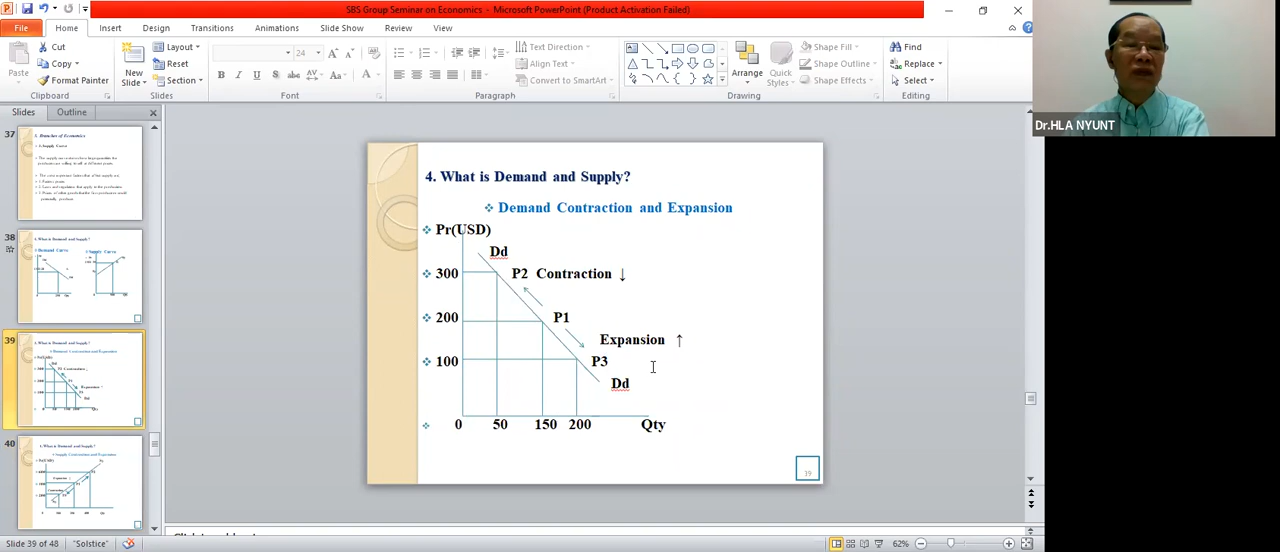 SBS Group Seminar on Economics - Microsoft PowerPoint (Product Activation Failed)
File Home Insert Design Transitions Animations Slide Show Review View
Paste
Cut
Copy
Format Painter
Clipboard
New Slide
Layout
Reset
Section
Slides
24
B I U S abc AV Aa A
Font
Text Direction
Align Text
Convert to SmartArt
Paragraph
Arrange
Quick Styles
Shape Fill
Shape Outline
Shape Effects
Drawing
Find
Replace
Select
Editing
Dr.HLA NYUNT
Slides Outline
37
38
39
40
4. What is Demand and Supply?
Demand Contraction and Expansion
Pr(USD)
Dd
300 P2 Contraction ↓
200 P1
Expansion ↑
100 P3
Dd
0 50 150 200 Qty
39
Slide 39 of 48 "Solstice" 62%